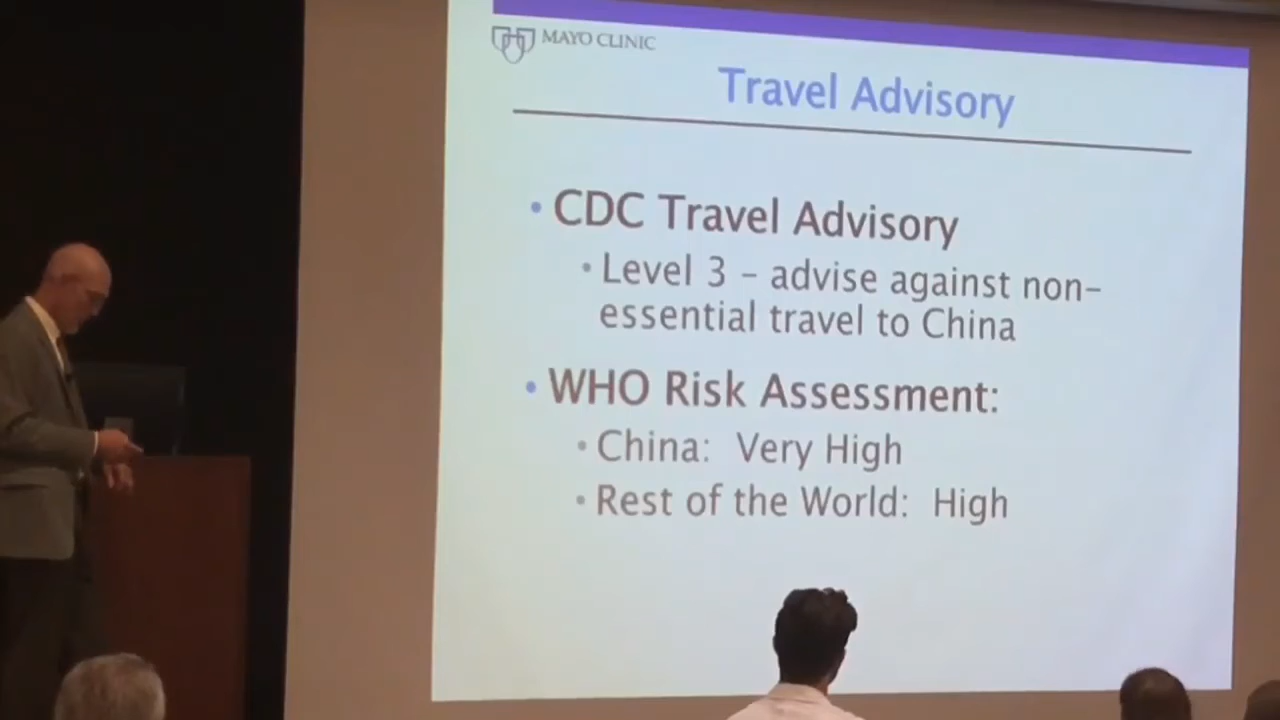 MAYO CLINIC
Travel Advisory
• CDC Travel Advisory
• Level 3 – advise against non-
essential travel to China
• WHO Risk Assessment:
• China: Very High
• Rest of the World: High